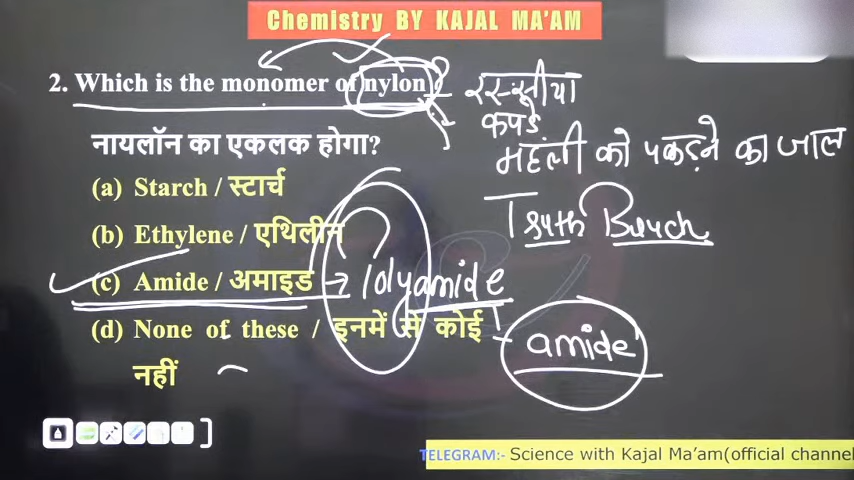 Chemistry BY KAJAL MA'AM
2. Which is the monomer of nylon?
रस्सीया
कपडे
नायलॉन का एकलक होगा?
मछली को पकड़ने का जाल
(a) Starch / स्टार्च
Tooth Brush
(b) Ethylene / एथिलीन
(c) Amide / अमाइड → Polyamide
(d) None of these / इनमें से कोई
नहीं
amide
TELEGRAM:- Science with Kajal Ma'am(official channel